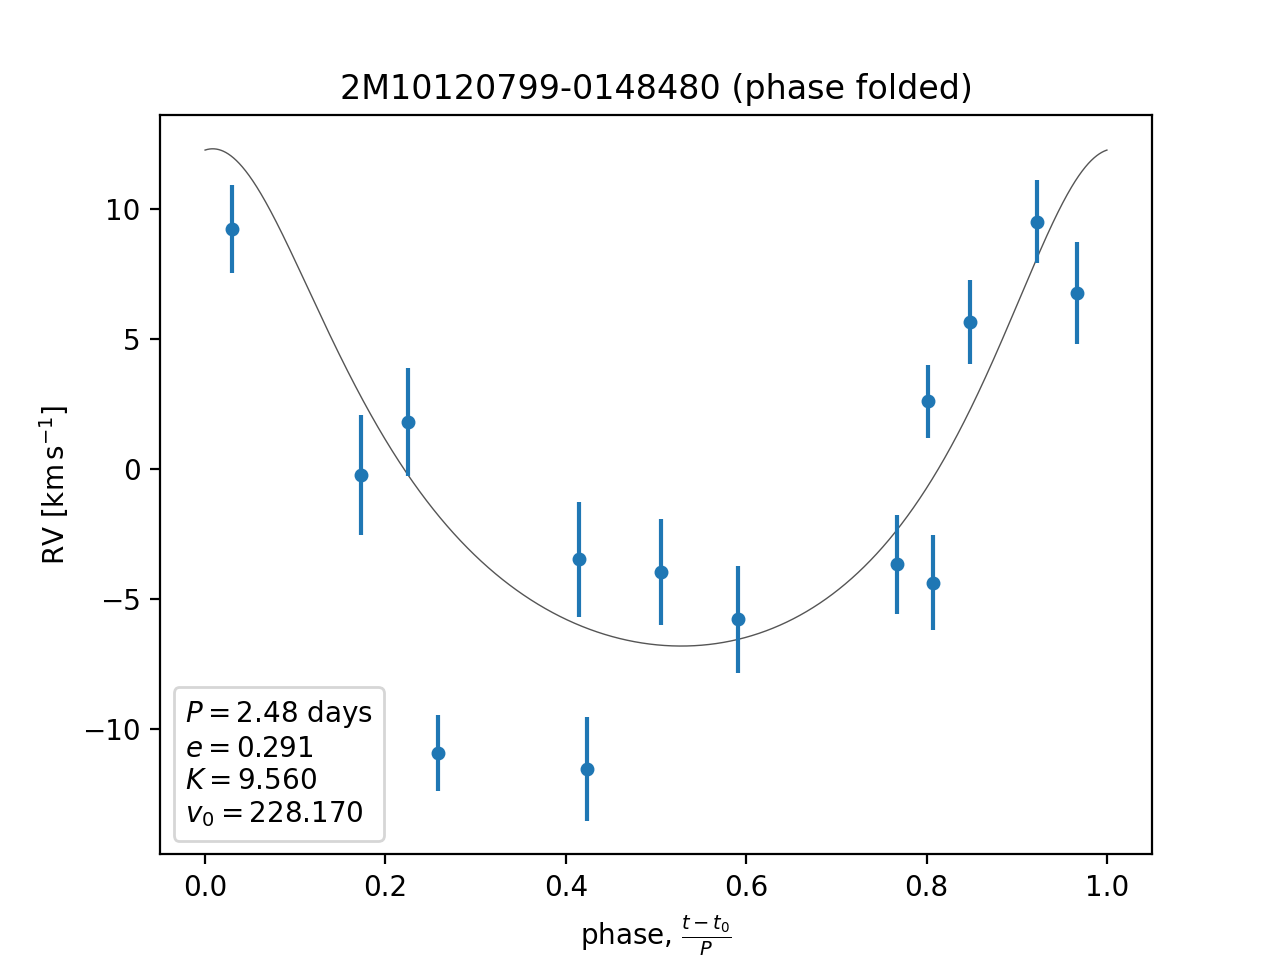 2M10120799-0148480 (phase folded)
RV [km s⁻¹]
10
5
0
−5
−10
P = 2.48 days
e = 0.291
K = 9.560
v₀ = 228.170
0.0 0.2 0.4 0.6 0.8 1.0
phase, (t − t₀)/P